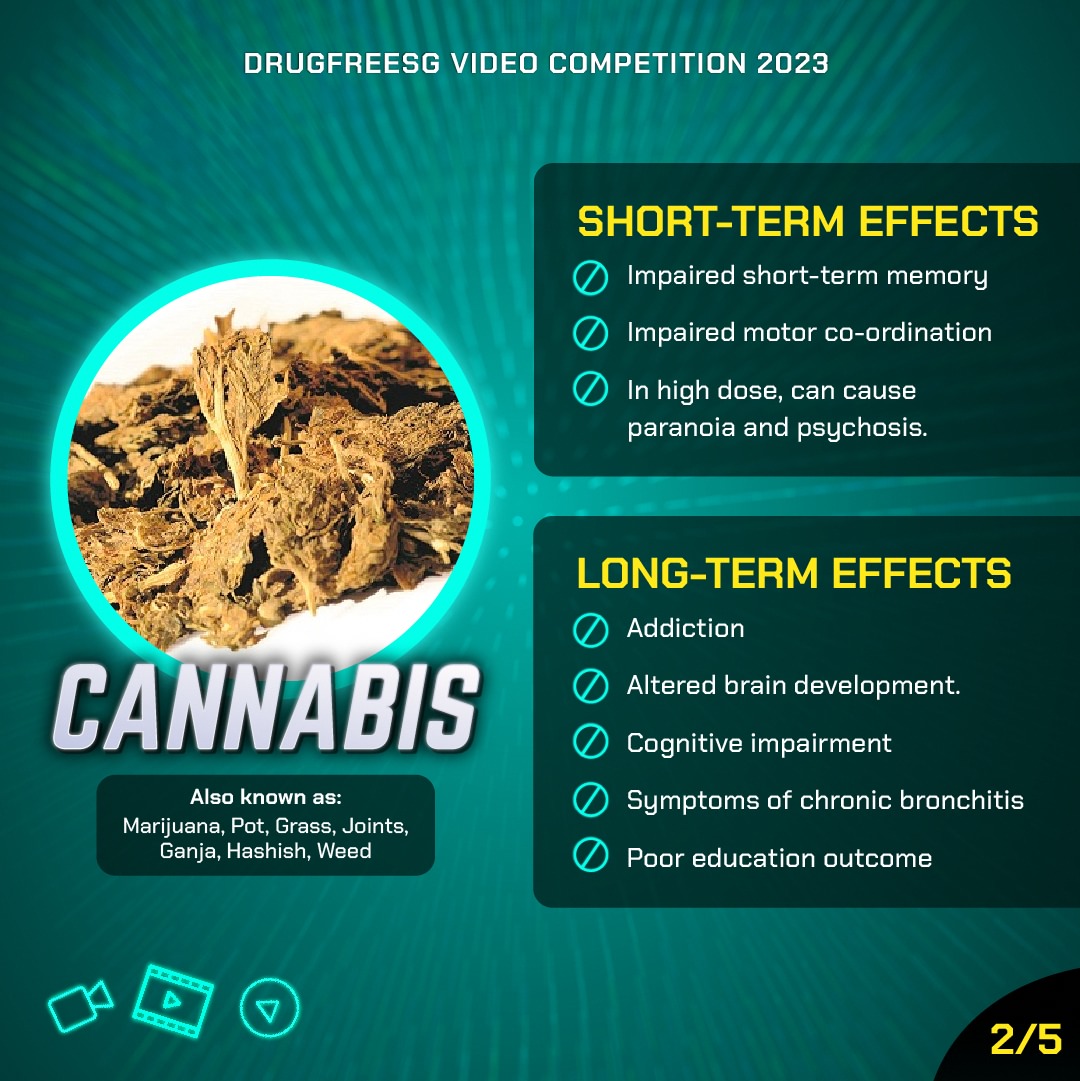 DRUGFREESG VIDEO COMPETITION 2023
CANNABIS
Also known as:
Marijuana, Pot, Grass, Joints,
Ganja, Hashish, Weed
SHORT-TERM EFFECTS
Impaired short-term memory
Impaired motor co-ordination
In high dose, can cause
paranoia and psychosis.
LONG-TERM EFFECTS
Addiction
Altered brain development.
Cognitive impairment
Symptoms of chronic bronchitis
Poor education outcome
2/5